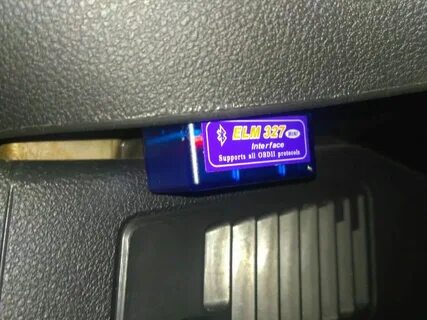 ELM 327
Interface
Supports all OBDII protocols